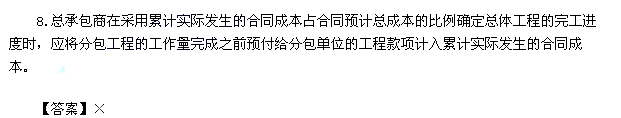 8.总承包商在采用累计实际发生的合同成本占合同预计总成本的比例确定总体工程的完工进
度时，应将分包工程的工作量完成之前预付给分包单位的工程款项计入累计实际发生的合同成
本。
【答案】×